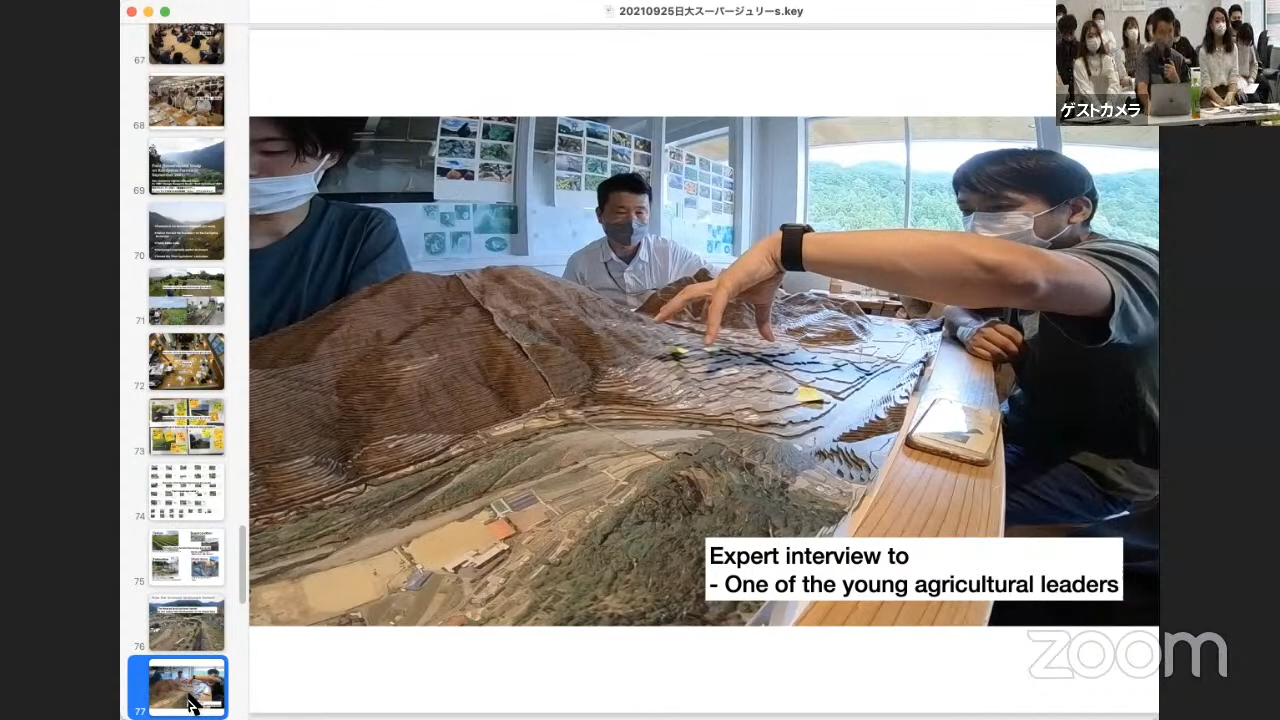 20210925日大スーパージュリーs.key
ゲストカメラ
67
68
69
70
71
72
73
74
75
76
77
Expert interview to
- One of the young agricultural leaders
zoom